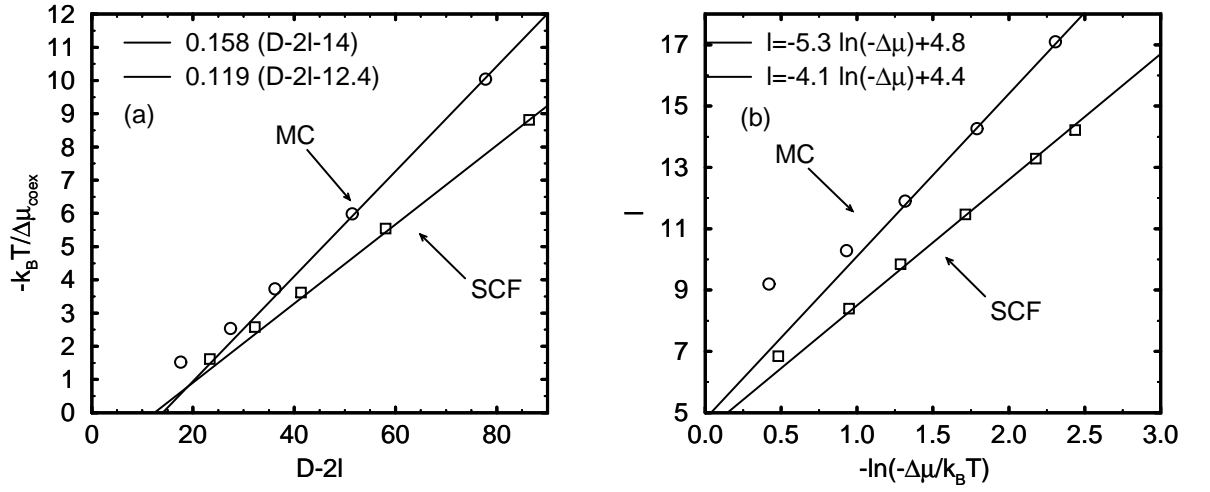 12
11
10
9
8
7
6
5
4
3
2
1
0
-k_BT/Δμ_coex
0.158 (D-2l-14)
0.119 (D-2l-12.4)
(a)
MC
SCF
0 20 40 60 80
D-2l
17
15
13
11
9
7
5
l
l=-5.3 ln(-Δμ)+4.8
l=-4.1 ln(-Δμ)+4.4
(b)
MC
SCF
0.0 0.5 1.0 1.5 2.0 2.5 3.0
-ln(-Δμ/k_BT)